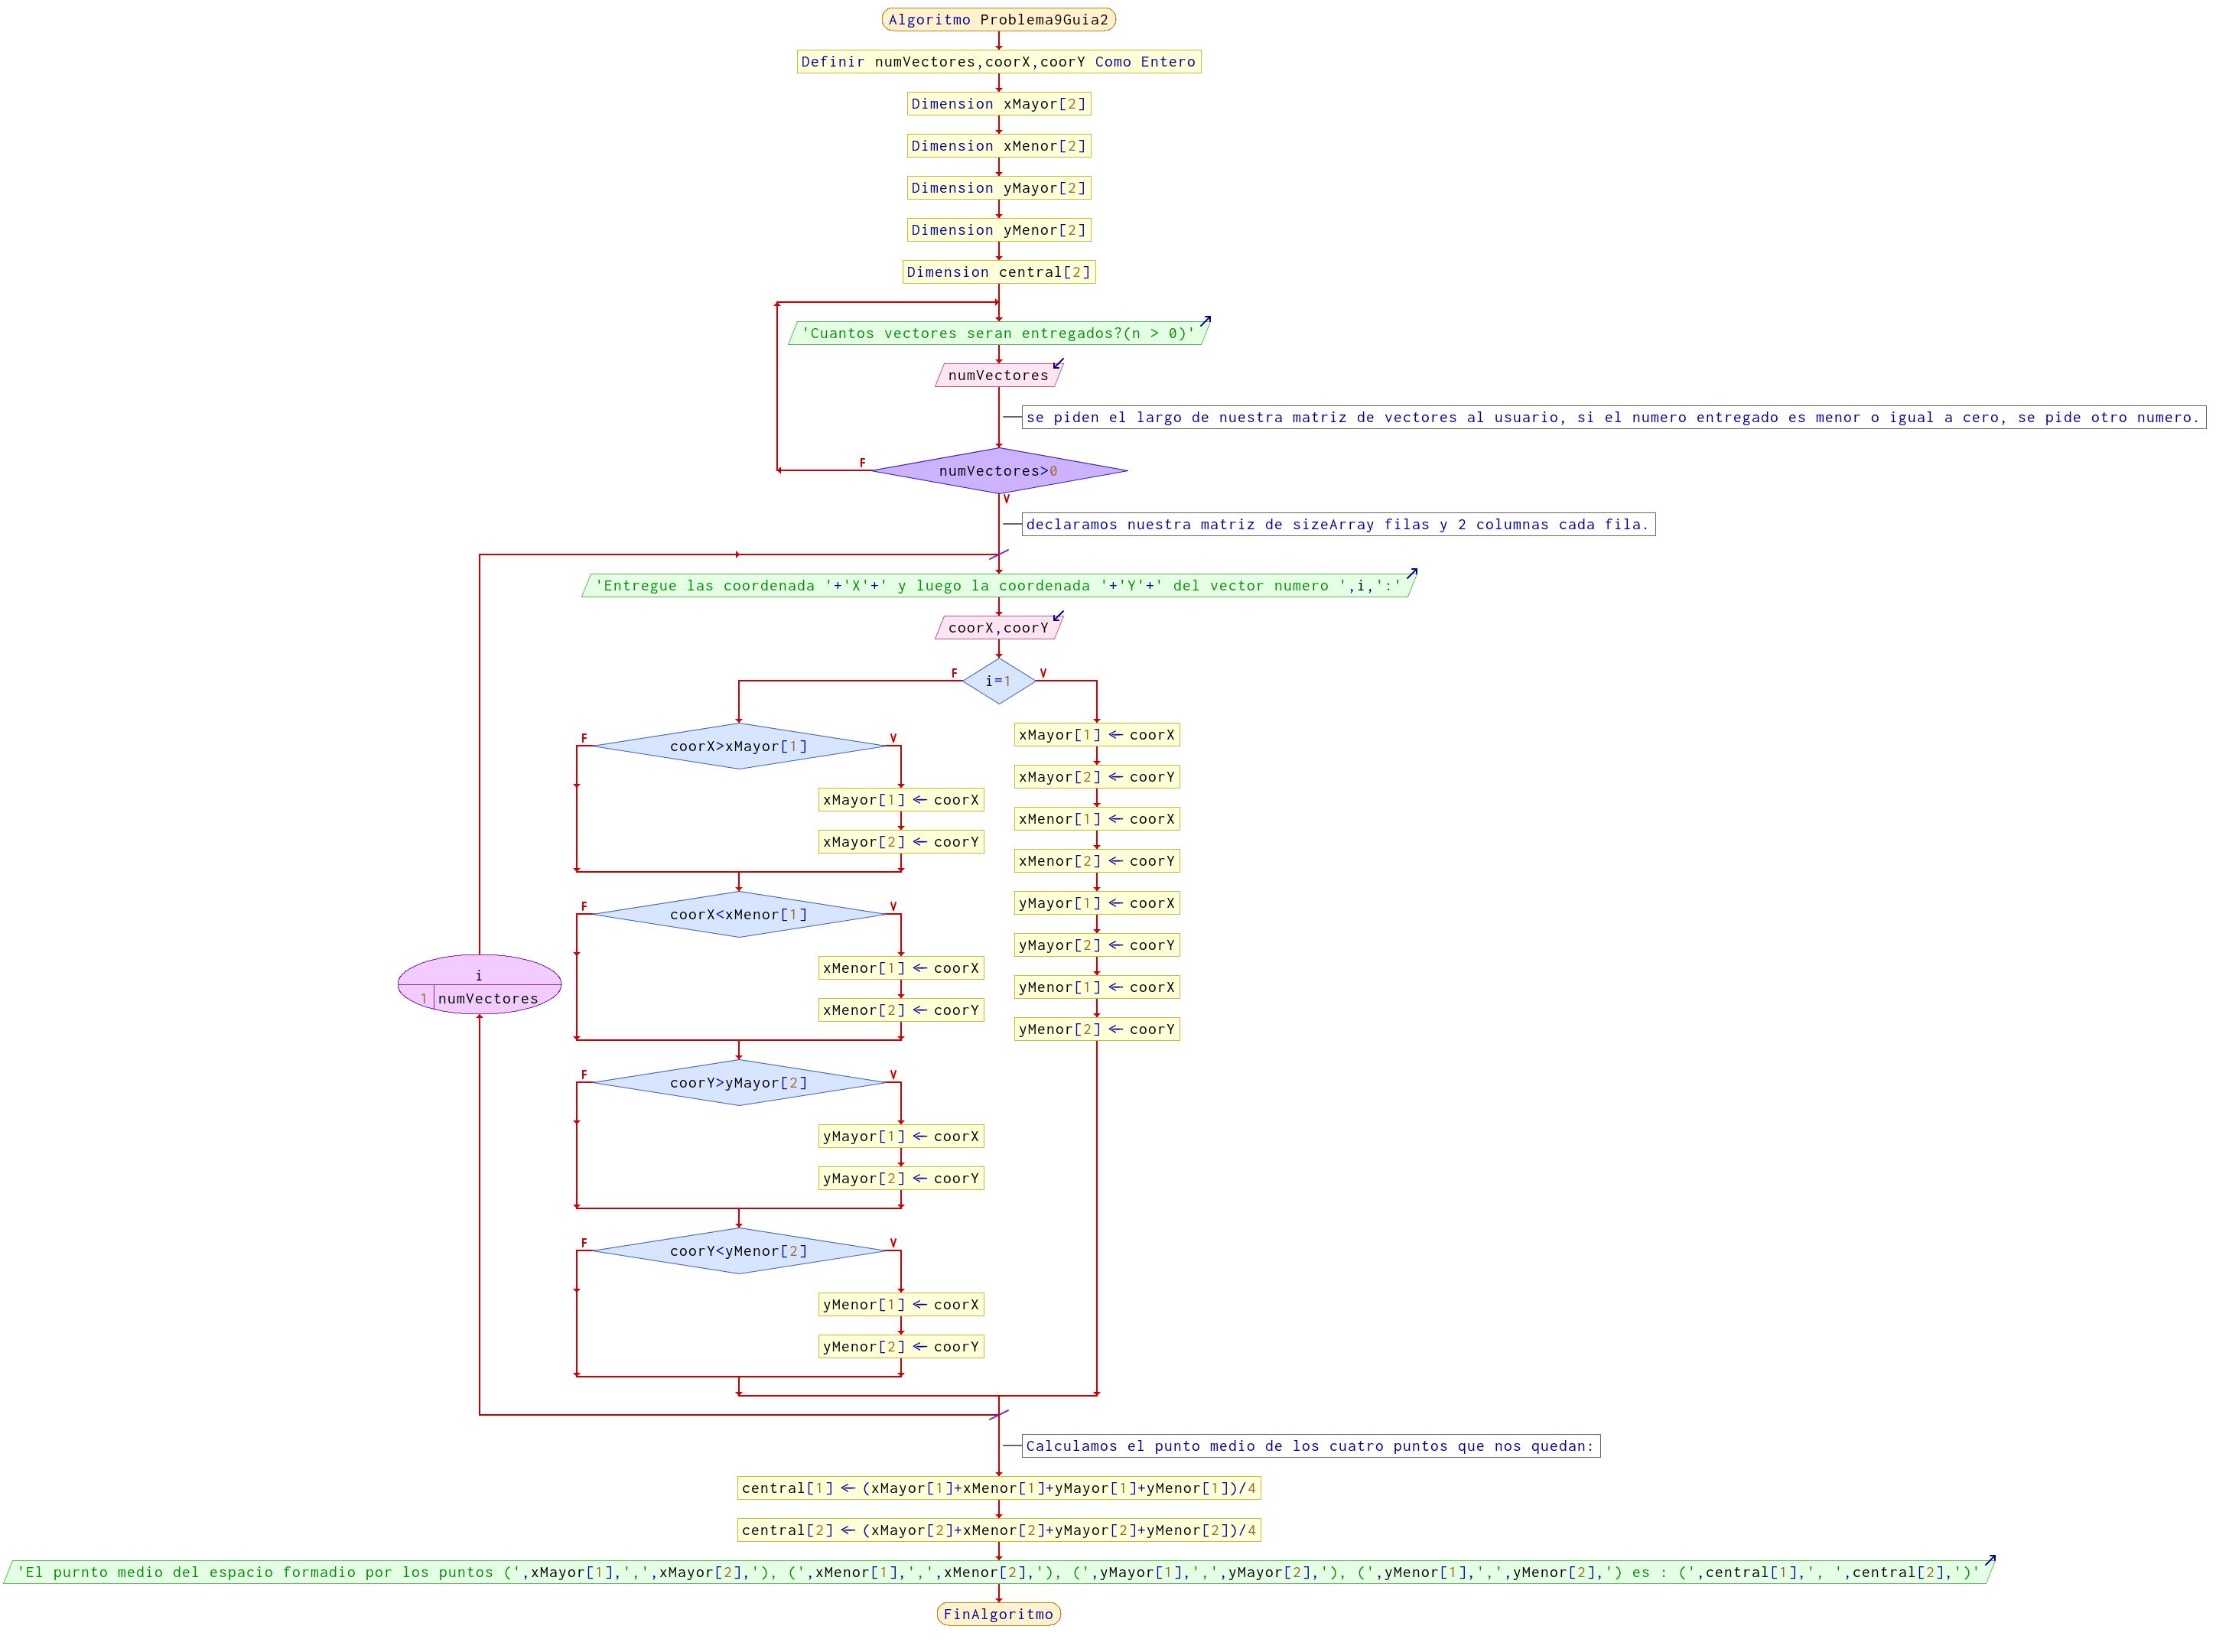 Algoritmo Problema9Guia2
Definir numVectores,coorX,coorY Como Entero
Dimension xMayor[2]
Dimension xMenor[2]
Dimension yMayor[2]
Dimension yMenor[2]
Dimension central[2]
'Cuantos vectores seran entregados?(n > 0)'
numVectores
se piden el largo de nuestra matriz de vectores al usuario, si el numero entregado es menor o igual a cero, se pide otro numero.
F
numVectores>0
V
declaramos nuestra matriz de sizeArray filas y 2 columnas cada fila.
'Entregue las coordenada '+'X'+' y luego la coordenada '+'Y'+' del vector numero ',i,':'
coorX,coorY
F
V
i=1
F
coorX>xMayor[1]
V
xMayor[1] ← coorX
xMayor[2] ← coorY
F
coorX<xMenor[1]
V
xMenor[1] ← coorX
xMenor[2] ← coorY
F
coorY>yMayor[2]
V
yMayor[1] ← coorX
yMayor[2] ← coorY
F
coorY<yMenor[2]
V
yMenor[1] ← coorX
yMenor[2] ← coorY
xMayor[1] ← coorX
xMayor[2] ← coorY
xMenor[1] ← coorX
xMenor[2] ← coorY
yMayor[1] ← coorX
yMayor[2] ← coorY
yMenor[1] ← coorX
yMenor[2] ← coorY
i
1 numVectores
Calculamos el punto medio de los cuatro puntos que nos quedan:
central[1] ← (xMayor[1]+xMenor[1]+yMayor[1]+yMenor[1])/4
central[2] ← (xMayor[2]+xMenor[2]+yMayor[2]+yMenor[2])/4
'El purnto medio del espacio formadio por los puntos (',xMayor[1],',',xMayor[2],'), (',xMenor[1],',',xMenor[2],'), (',yMayor[1],',',yMayor[2],'), (',yMenor[1],',',yMenor[2],') es : (',central[1],', ',central[2],')'
FinAlgoritmo